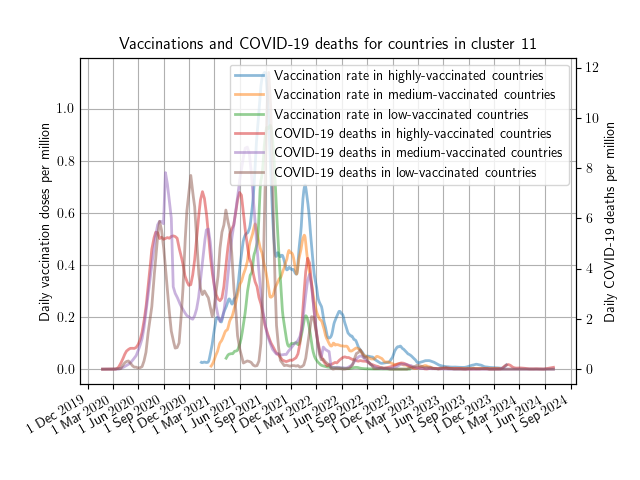 Vaccinations and COVID-19 deaths for countries in cluster 11
Vaccination rate in highly-vaccinated countries
Vaccination rate in medium-vaccinated countries
Vaccination rate in low-vaccinated countries
COVID-19 deaths in highly-vaccinated countries
COVID-19 deaths in medium-vaccinated countries
COVID-19 deaths in low-vaccinated countries
Daily vaccination doses per million
1.0
0.8
0.6
0.4
0.2
0.0
Daily COVID-19 deaths per million
12
10
8
6
4
2
0
1 Dec 2019
1 Mar 2020
1 Jun 2020
1 Sep 2020
1 Dec 2020
1 Mar 2021
1 Jun 2021
1 Sep 2021
1 Dec 2021
1 Mar 2022
1 Jun 2022
1 Sep 2022
1 Dec 2022
1 Mar 2023
1 Jun 2023
1 Sep 2023
1 Dec 2023
1 Mar 2024
1 Jun 2024
1 Sep 2024